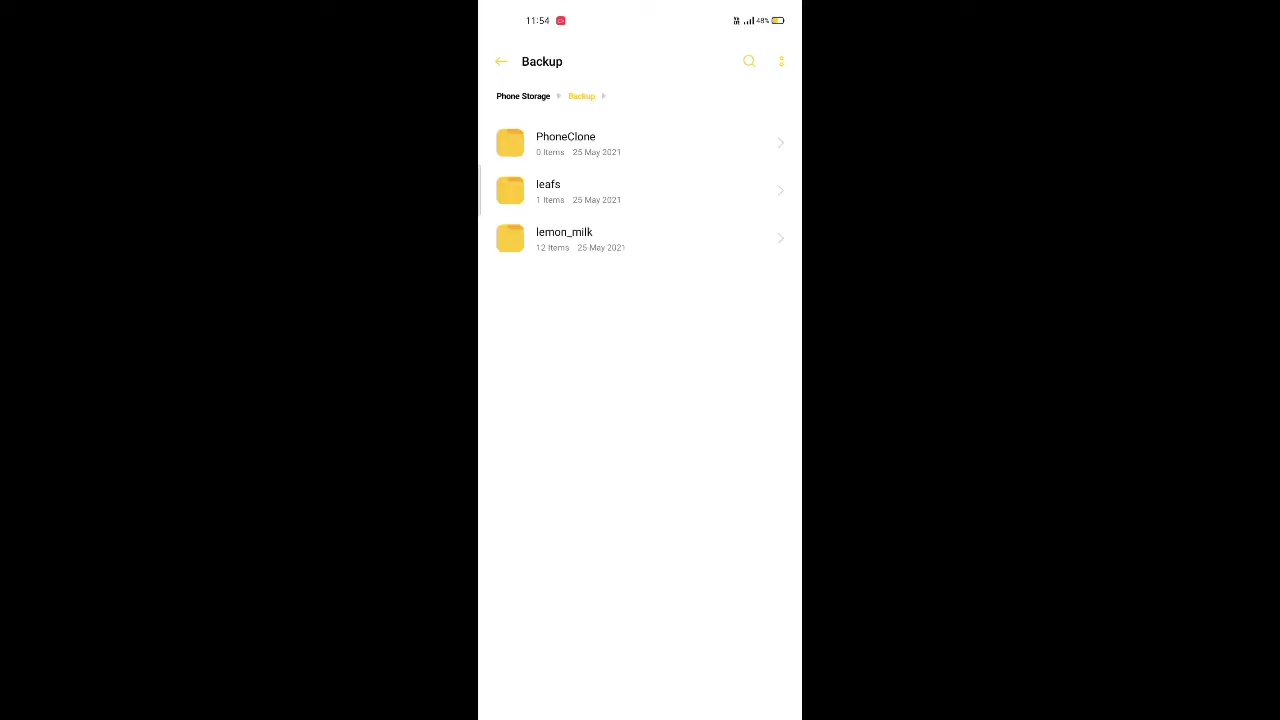 11:54 48%
Backup
Phone Storage Backup
PhoneClone
0 Items 25 May 2021
leafs
1 Items 25 May 2021
lemon_milk
12 Items 25 May 2021